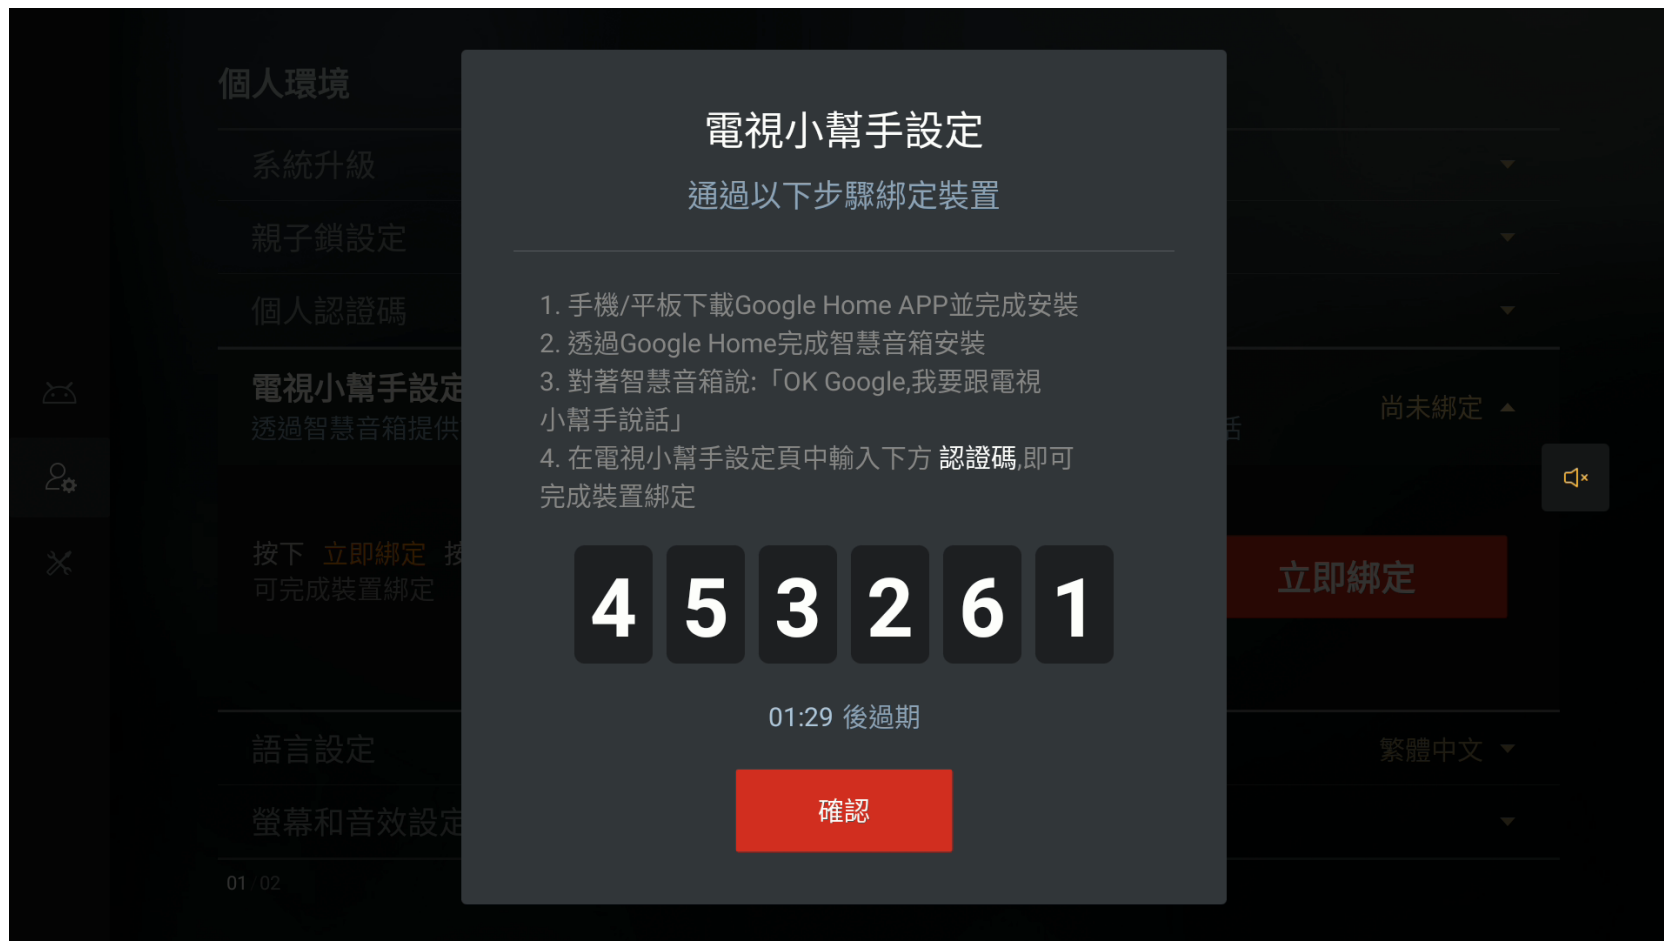 個人環境
系統升級
親子鎖設定
個人認證碼
電視小幫手設定
透過智慧音箱提供
話
尚未綁定
按下 立即綁定 按
可完成裝置綁定
立即綁定
語言設定
繁體中文
螢幕和音效設定
01/02
電視小幫手設定
通過以下步驟綁定裝置
1. 手機/平板下載Google Home APP並完成安裝
2. 透過Google Home完成智慧音箱安裝
3. 對著智慧音箱說:「OK Google,我要跟電視
小幫手說話」
4. 在電視小幫手設定頁中輸入下方 認證碼,即可
完成裝置綁定
4 5 3 2 6 1
01:29 後過期
確認